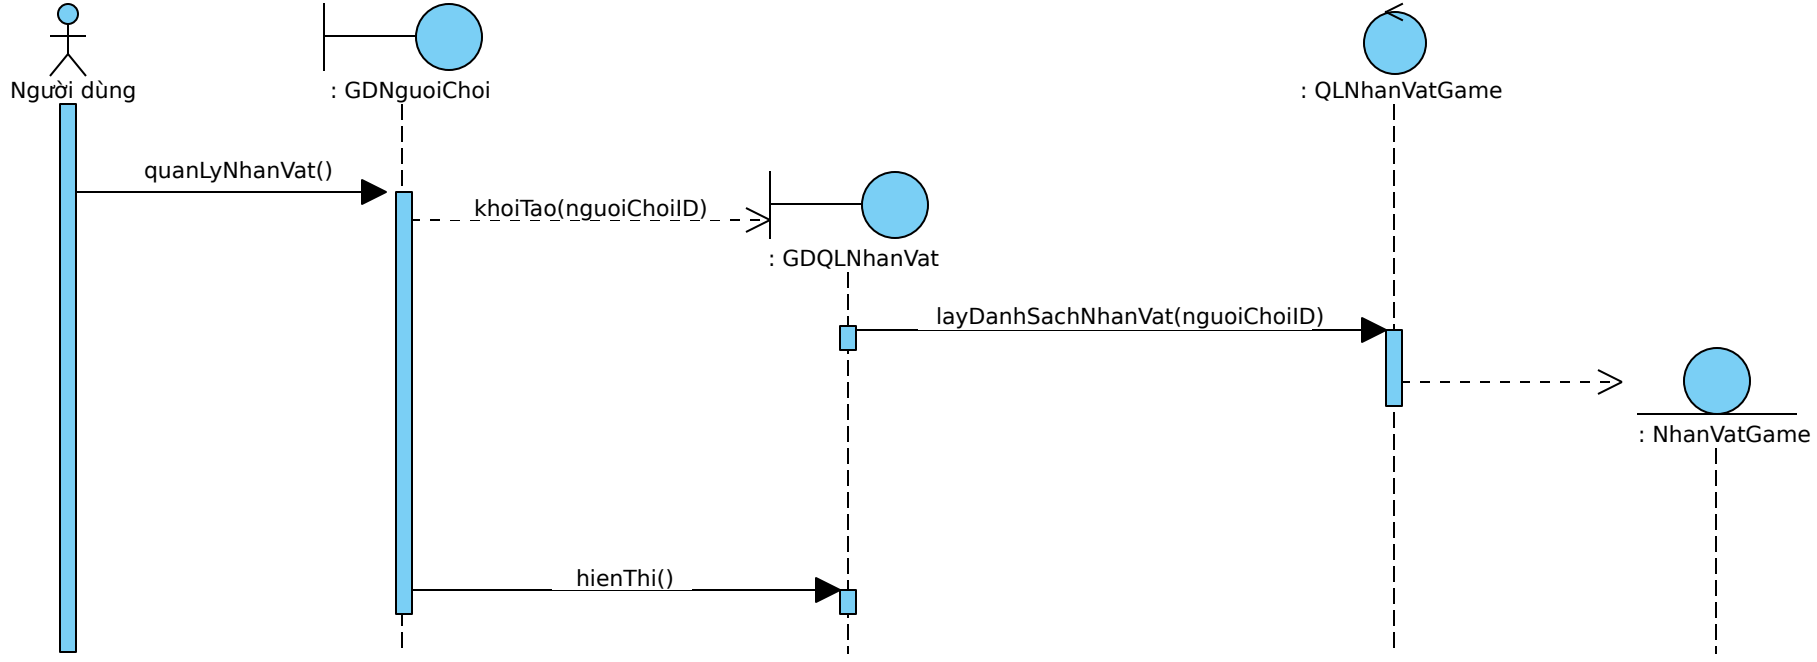 Người dùng
: GDNguoiChoi
: QLNhanVatGame
quanLyNhanVat()
khoiTao(nguoiChoiID)
: GDQLNhanVat
layDanhSachNhanVat(nguoiChoiID)
: NhanVatGame
hienThi()